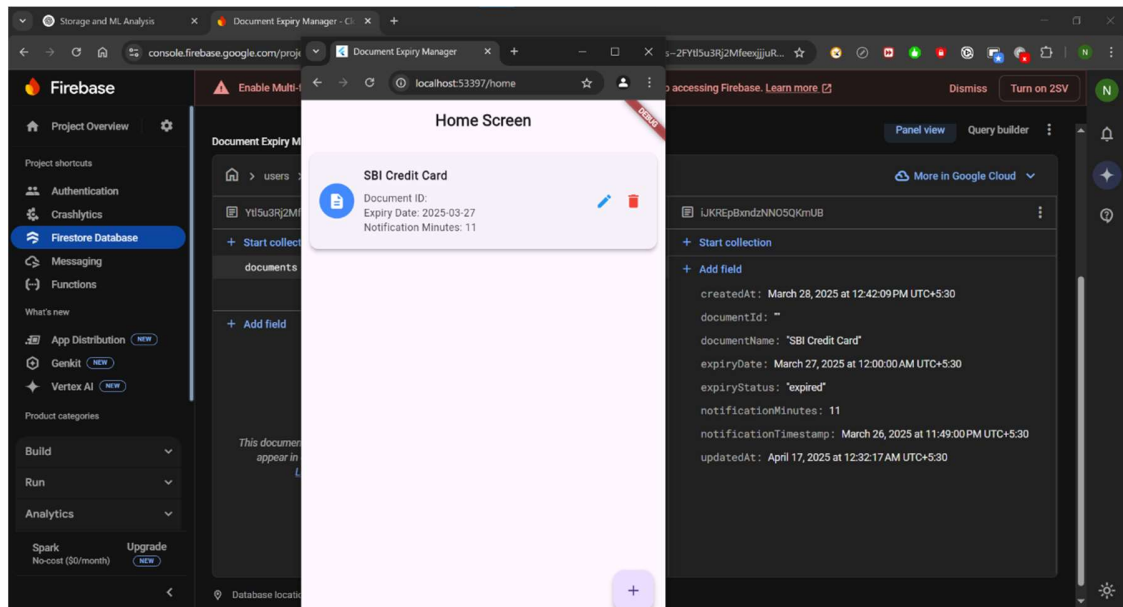 Storage and ML Analysis
Document Expiry Manager - Cl
console.firebase.google.com/proje
s~2FYtl5u3Rj2MfeexjjjuR...
Document Expiry Manager
localhost:53397/home
Firebase
Enable Multi-f
o accessing Firebase. Learn more
Dismiss
Turn on 2SV
N
Project Overview
Project shortcuts
Authentication
Crashlytics
Firestore Database
Messaging
Functions
What's new
App Distribution NEW
Genkit NEW
Vertex AI NEW
Product categories
Build
Run
Analytics
Spark
No-cost ($0/month)
Upgrade
NEW
Document Expiry M
Panel view
Query builder
users
More in Google Cloud
Ytl5u3Rj2Mf
+ Start collect
documents
+ Add field
This documen
appear in
L
Database locatio
Home Screen
DEBUG
SBI Credit Card
Document ID:
Expiry Date: 2025-03-27
Notification Minutes: 11
+
iJKREpBxndzNNO5QKmUB
+ Start collection
+ Add field
createdAt: March 28, 2025 at 12:42:09 PM UTC+5:30
documentId: ""
documentName: "SBI Credit Card"
expiryDate: March 27, 2025 at 12:00:00 AM UTC+5:30
expiryStatus: "expired"
notificationMinutes: 11
notificationTimestamp: March 26, 2025 at 11:49:00 PM UTC+5:30
updatedAt: April 17, 2025 at 12:32:17 AM UTC+5:30